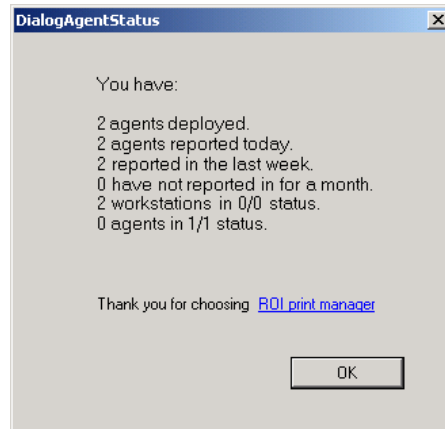 DialogAgentStatus
You have:
2 agents deployed.
2 agents reported today.
2 reported in the last week.
0 have not reported in for a month.
2 workstations in 0/0 status.
0 agents in 1/1 status.
Thank you for choosing ROI print manager
OK